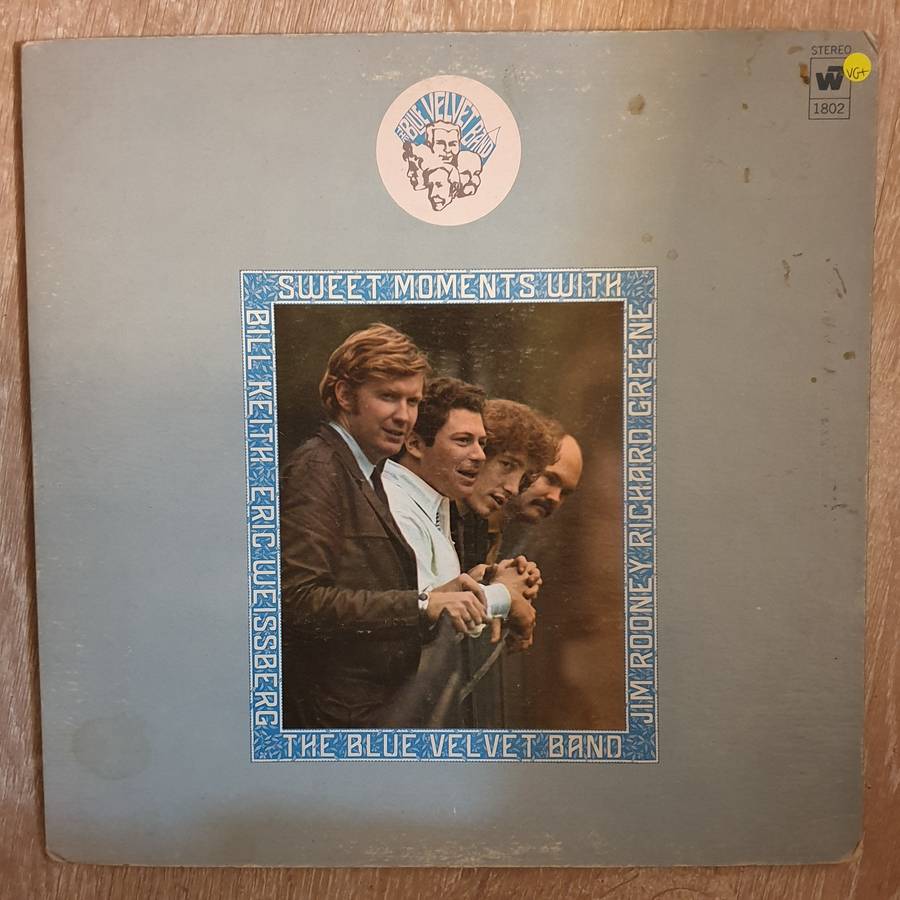 STEREO
W7
VG+
1802
THE BLUE VELVET BAND
SWEET MOMENTS WITH
BILL KEITH ERIC WEISSBERG
JIM ROONEY RICHARD GREENE
THE BLUE VELVET BAND